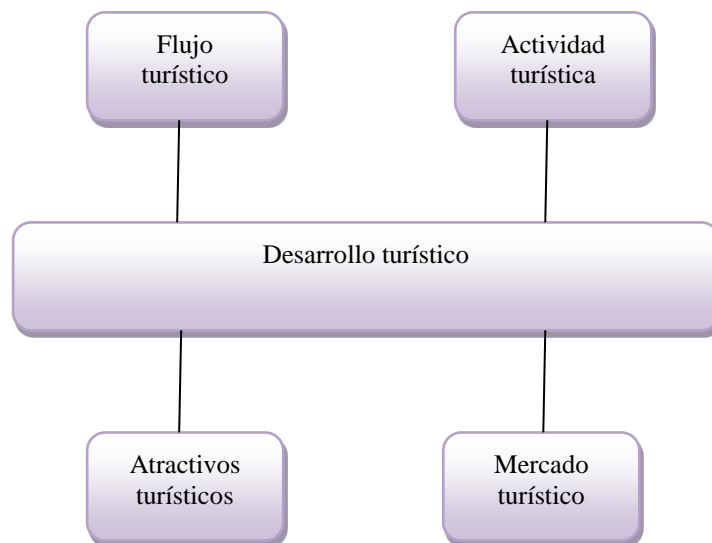 Flujo
turístico
Actividad
turística
Desarrollo turístico
Atractivos
turísticos
Mercado
turístico